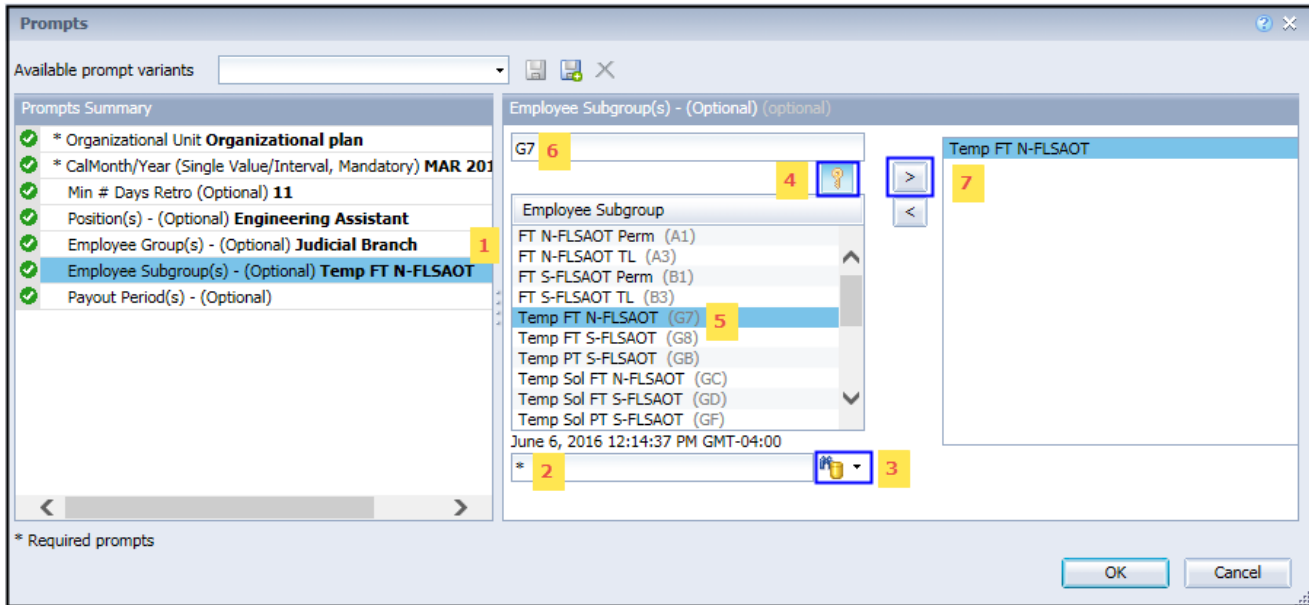 Prompts
Available prompt variants
Prompts Summary
* Organizational Unit Organizational plan
* CalMonth/Year (Single Value/Interval, Mandatory) MAR 201
Min # Days Retro (Optional) 11
Position(s) - (Optional) Engineering Assistant
Employee Group(s) - (Optional) Judicial Branch
1
Employee Subgroup(s) - (Optional) Temp FT N-FLSAOT
Payout Period(s) - (Optional)
Employee Subgroup(s) - (Optional) (optional)
G7 6
4
Employee Subgroup
FT N-FLSAOT Perm (A1)
FT N-FLSAOT TL (A3)
FT S-FLSAOT Perm (B1)
FT S-FLSAOT TL (B3)
Temp FT N-FLSAOT (G7) 5
Temp FT S-FLSAOT (G8)
Temp PT S-FLSAOT (GB)
Temp Sol FT N-FLSAOT (GC)
Temp Sol FT S-FLSAOT (GD)
Temp Sol PT S-FLSAOT (GF)
June 6, 2016 12:14:37 PM GMT-04:00
* 2
3
>
<
7
Temp FT N-FLSAOT
* Required prompts
OK
Cancel